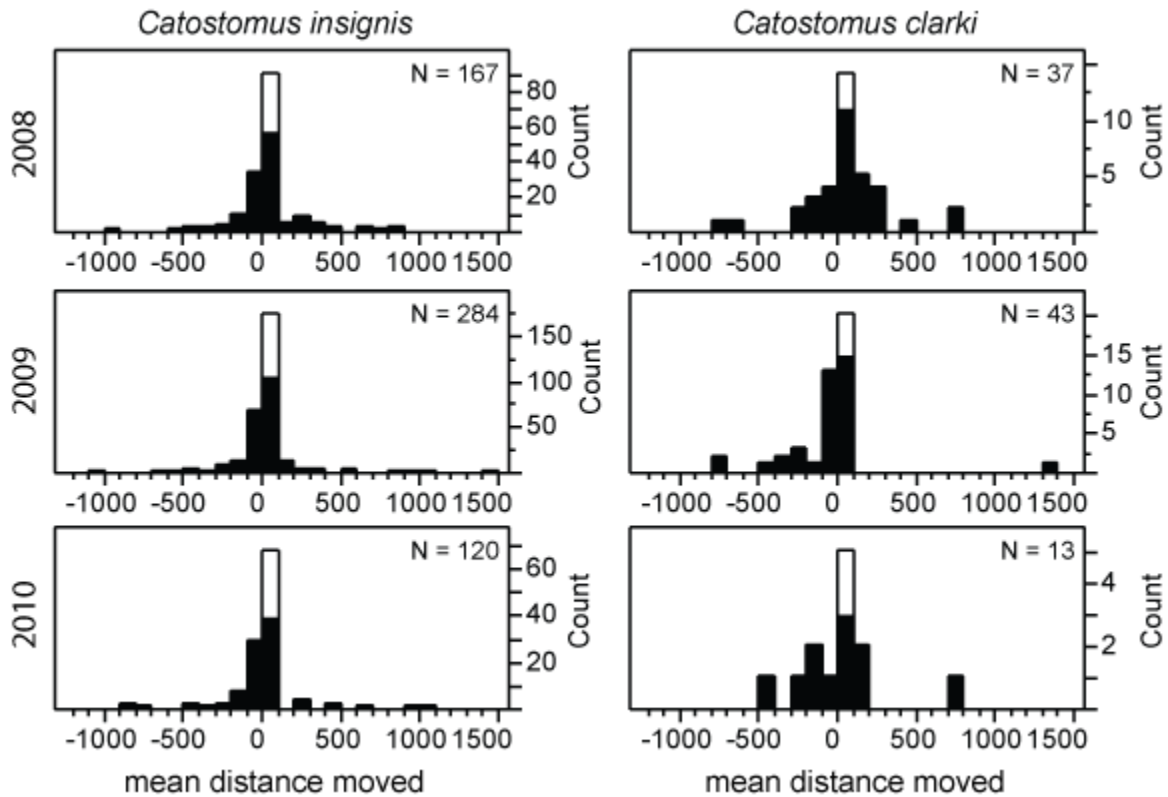 Catostomus insignis
Catostomus clarki
2008
N = 167
80
60
40
20
Count
-1000 -500 0 500 1000 1500
N = 37
10
5
Count
-1000 -500 0 500 1000 1500
2009
N = 284
150
100
50
Count
-1000 -500 0 500 1000 1500
N = 43
15
10
5
Count
-1000 -500 0 500 1000 1500
2010
N = 120
60
40
20
Count
-1000 -500 0 500 1000 1500
mean distance moved
N = 13
4
2
Count
-1000 -500 0 500 1000 1500
mean distance moved